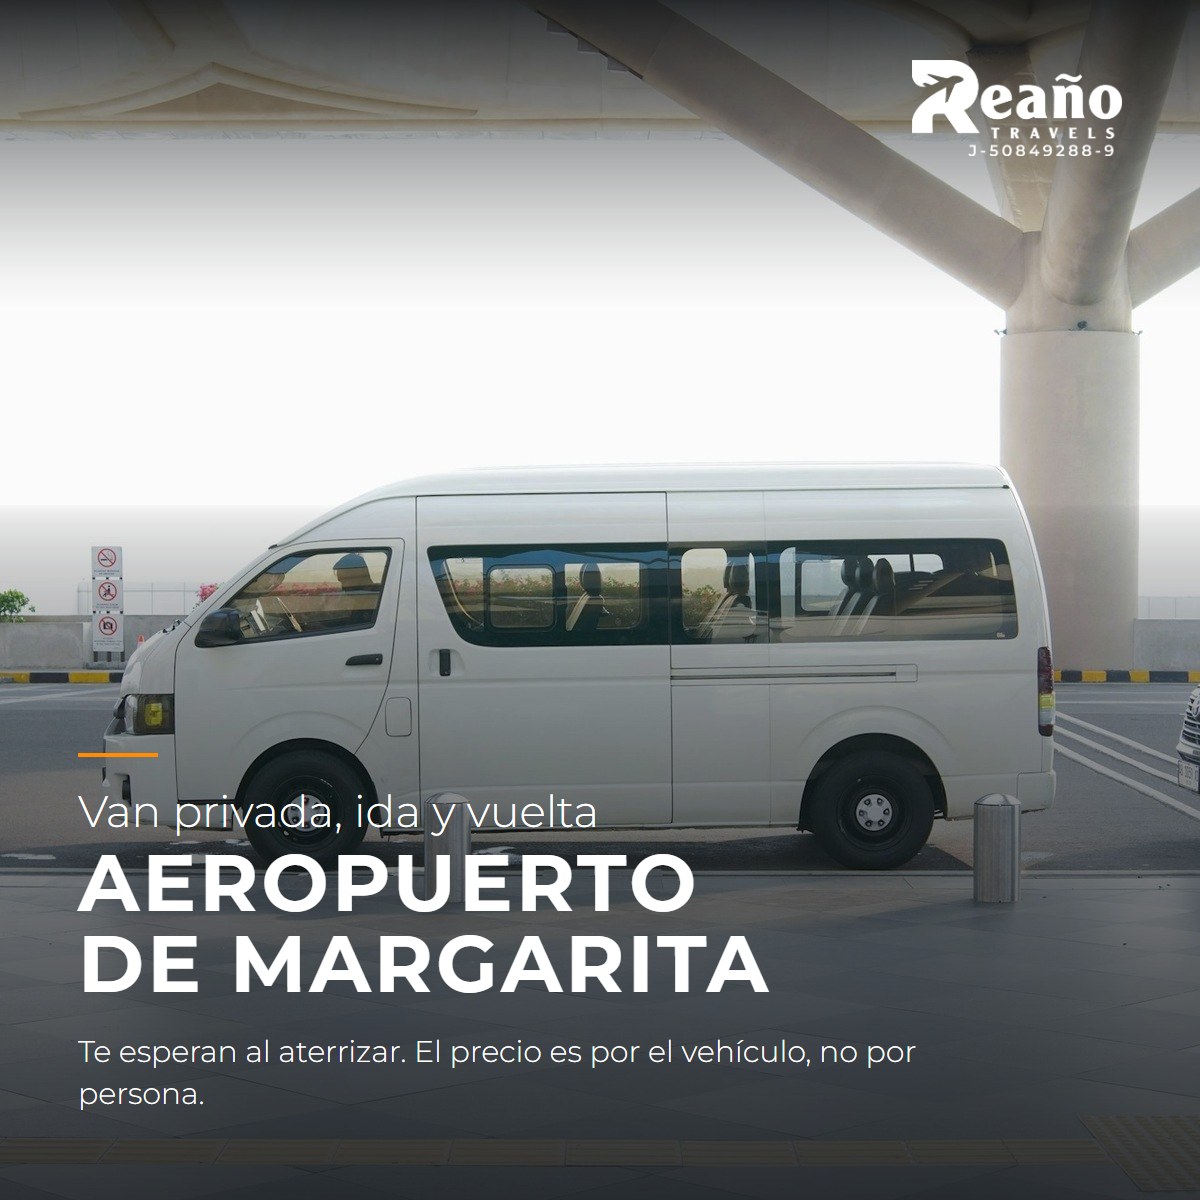 Reaño
TRAVELS
J-50849288-9
Van privada, ida y vuelta
AEROPUERTO
DE MARGARITA
Te esperan al aterrizar. El precio es por el vehículo, no por
persona.